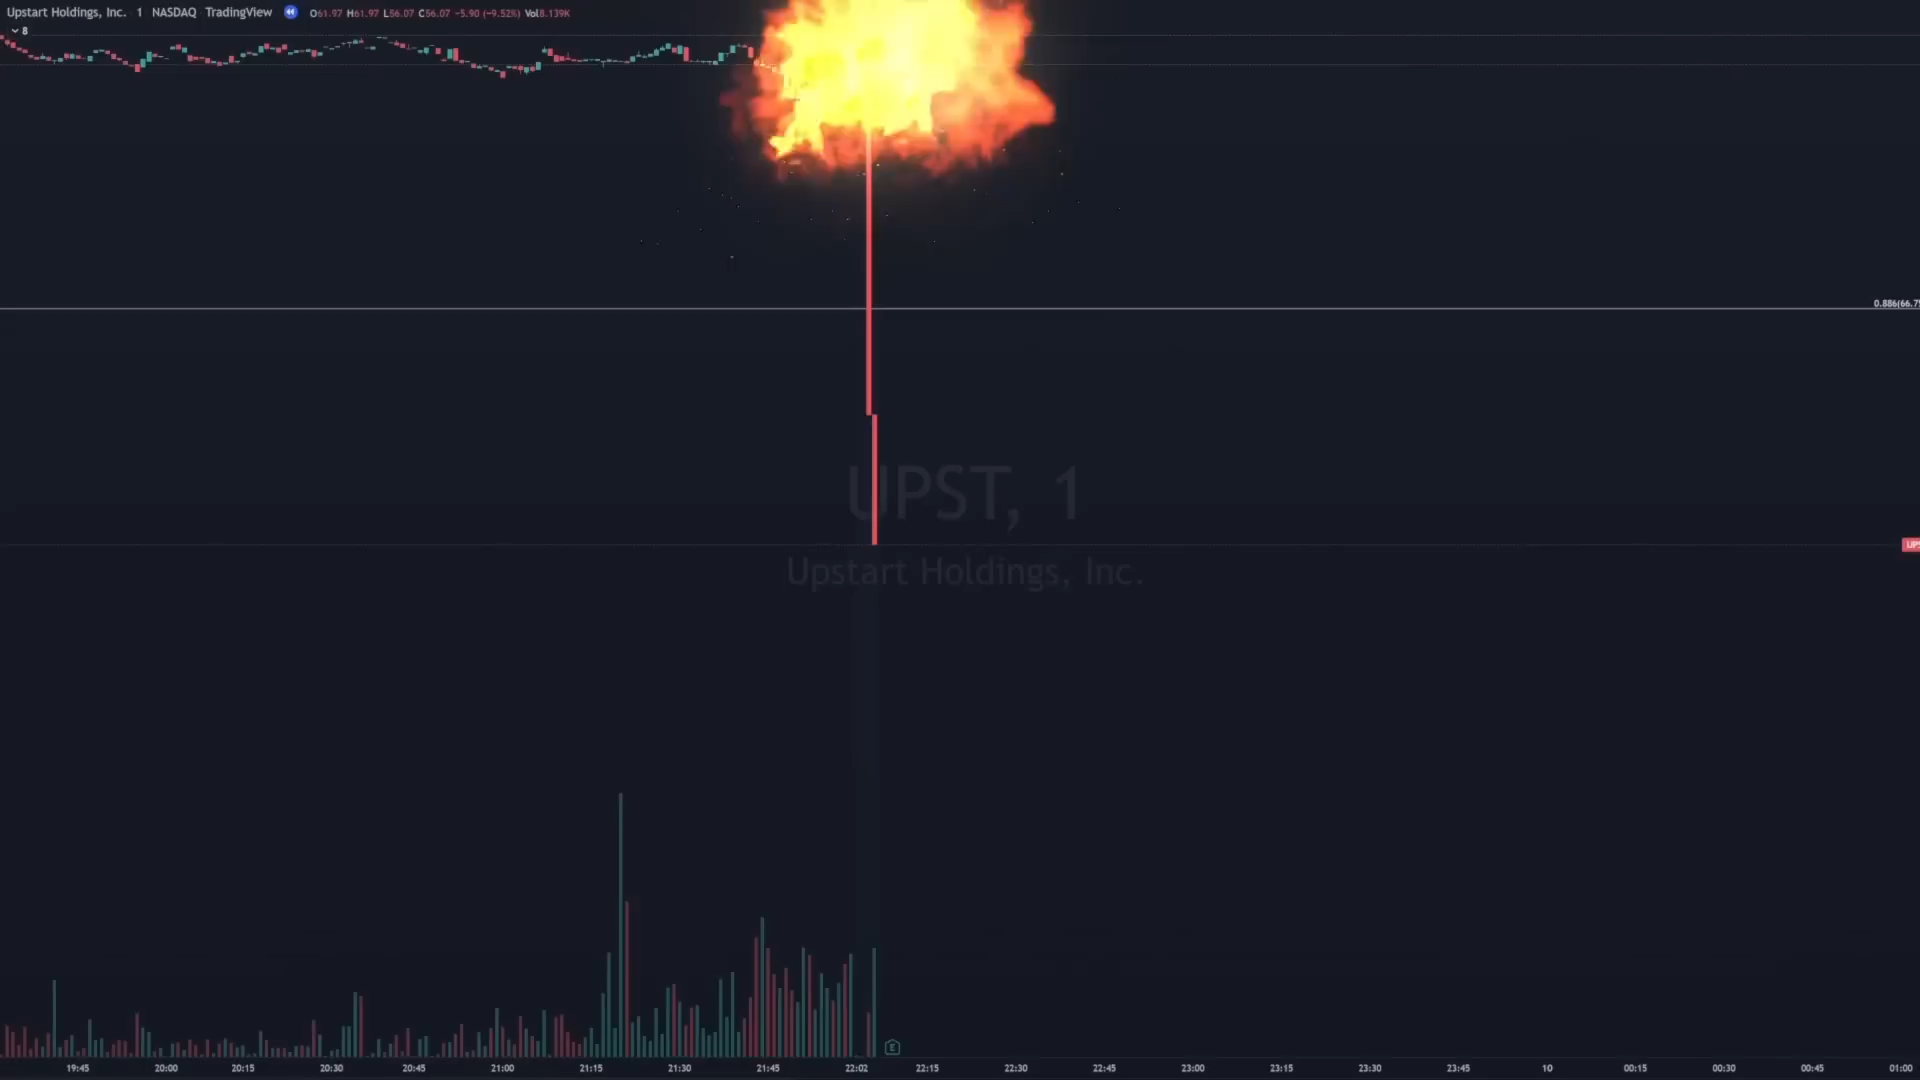 Upstart Holdings, Inc. 1 NASDAQ TradingView O61.97 H61.97 L56.07 C56.07 -5.90 (-9.52%) Vol8.139K
8
0.886(66.75
UPST, 1
UPS
Upstart Holdings, Inc.
E
19:45 20:00 20:15 20:30 20:45 21:00 21:15 21:30 21:45 22:02 22:15 22:30 22:45 23:00 23:15 23:30 23:45 10 00:15 00:30 00:45 01:00